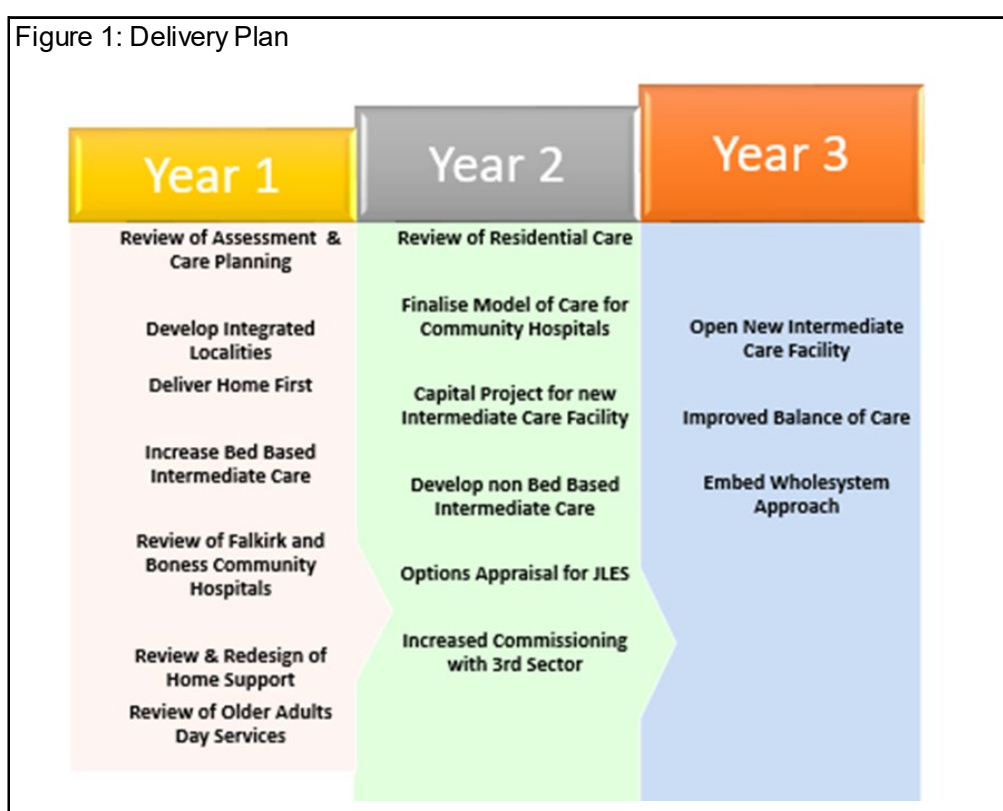 Figure 1: Delivery Plan
Year 1
Review of Assessment &
Care Planning
Develop Integrated
Localities
Deliver Home First
Increase Bed Based
Intermediate Care
Review of Falkirk and
Boness Community
Hospitals
Review & Redesign of
Home Support
Review of Older Adults
Day Services
Year 2
Review of Residential Care
Finalise Model of Care for
Community Hospitals
Capital Project for new
Intermediate Care Facility
Develop non Bed Based
Intermediate Care
Options Appraisal for JLES
Increased Commissioning
with 3rd Sector
Year 3
Open New Intermediate
Care Facility
Improved Balance of Care
Embed Wholesystem
Approach